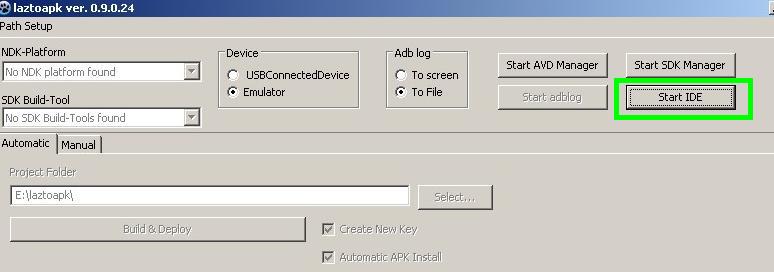 laztoapk ver. 0.9.0.24
Path Setup
NDK-Platform
No NDK platform found
SDK Build-Tool
No SDK Build-Tools found
Device
USBConnectedDevice
Emulator
Adb log
To screen
To File
Start AVD Manager
Start SDK Manager
Start adblog
Start IDE
Automatic
Manual
Project Folder
E:\laztoapk\
Select...
Build & Deploy
Create New Key
Automatic APK Install